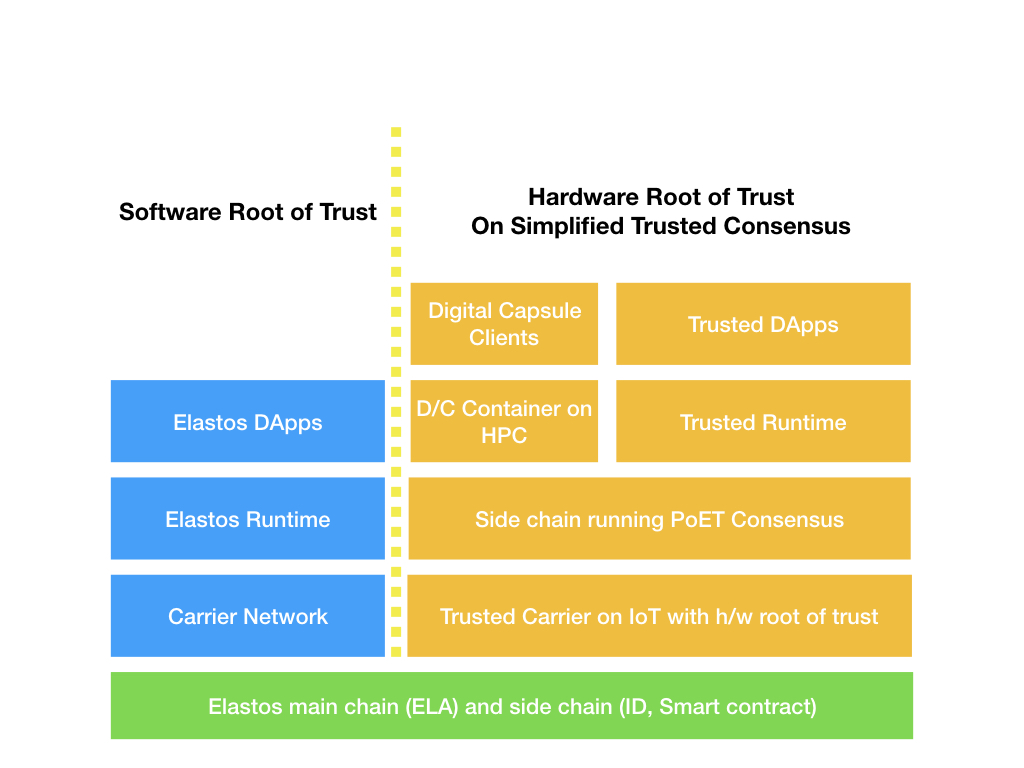 Software Root of Trust
Hardware Root of Trust
On Simplified Trusted Consensus
Digital Capsule
Clients
Trusted DApps
Elastos DApps
D/C Container on
HPC
Trusted Runtime
Elastos Runtime
Side chain running PoET Consensus
Carrier Network
Trusted Carrier on IoT with h/w root of trust
Elastos main chain (ELA) and side chain (ID, Smart contract)